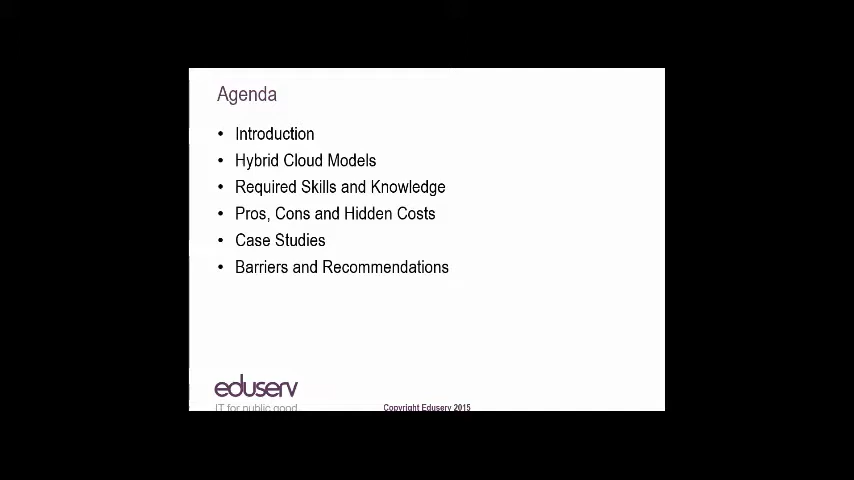 Agenda
• Introduction
• Hybrid Cloud Models
• Required Skills and Knowledge
• Pros, Cons and Hidden Costs
• Case Studies
• Barriers and Recommendations
eduserv
IT for public good
Copyright Eduserv 2015